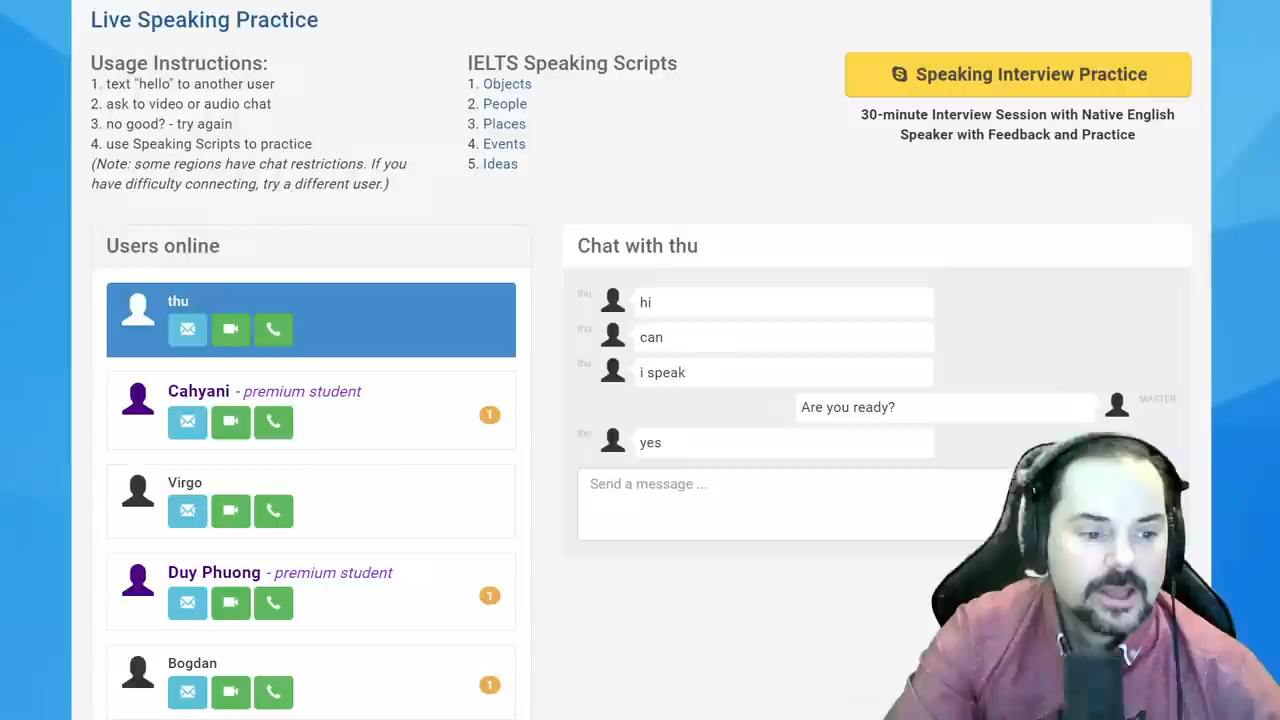 Live Speaking Practice
Usage Instructions:
1. text "hello" to another user
2. ask to video or audio chat
3. no good? - try again
4. use Speaking Scripts to practice
(Note: some regions have chat restrictions. If you
have difficulty connecting, try a different user.)
IELTS Speaking Scripts
1. Objects
2. People
3. Places
4. Events
5. Ideas
Speaking Interview Practice
30-minute Interview Session with Native English
Speaker with Feedback and Practice
Users online
thu
Cahyani - premium student
1
Virgo
Duy Phuong - premium student
1
Bogdan
1
Chat with thu
thu hi
thu can
thu i speak
Are you ready? MASTER
thu yes
Send a message ...